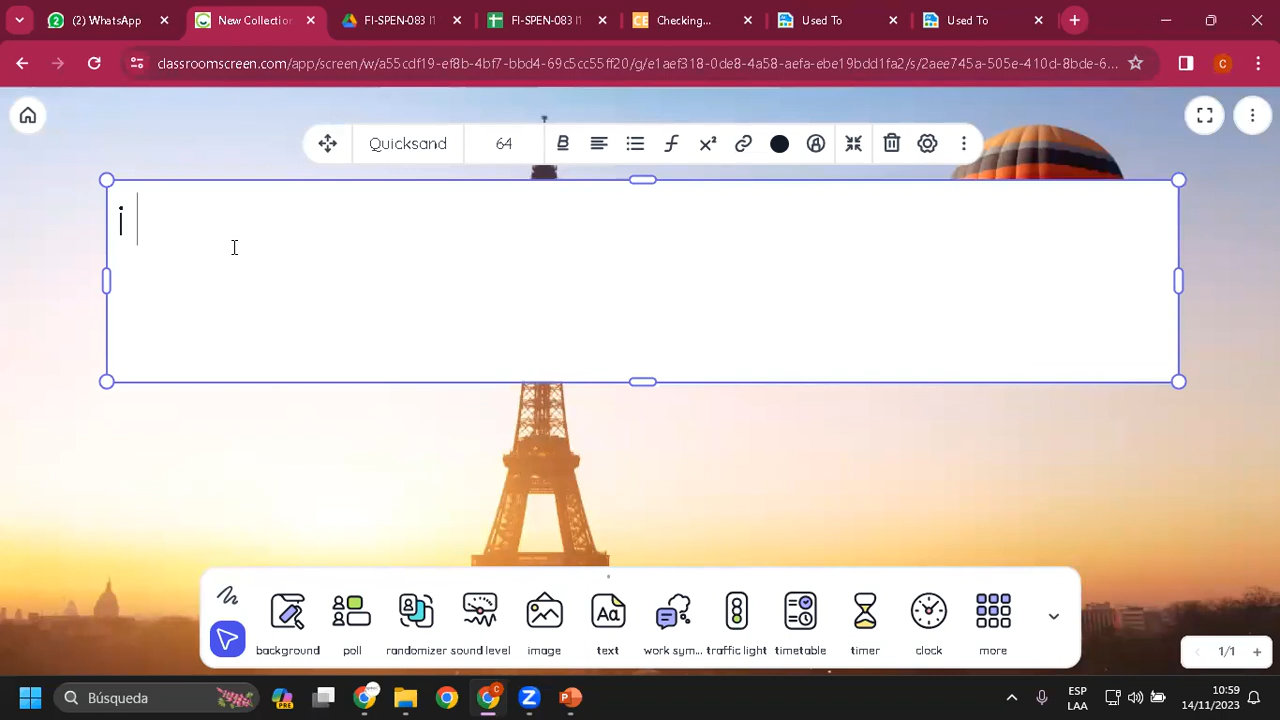 (2) WhatsApp
New Collection
FI-SPEN-083 I1
FI-SPEN-083 I1
Checking...
Used To
Used To
classroomscreen.com/app/screen/w/a55cdf19-ef8b-4bf7-bbd4-69c5cc55ff20/g/e1aef318-0de8-4a58-aefa-ebe19bdd1fa2/s/2aee745a-505e-410d-8bde-6...
Quicksand
64
i
background
poll
randomizer
sound level
image
text
work sym...
traffic light
timetable
timer
clock
more
1/1
Búsqueda
ESP
LAA
10:59
14/11/2023